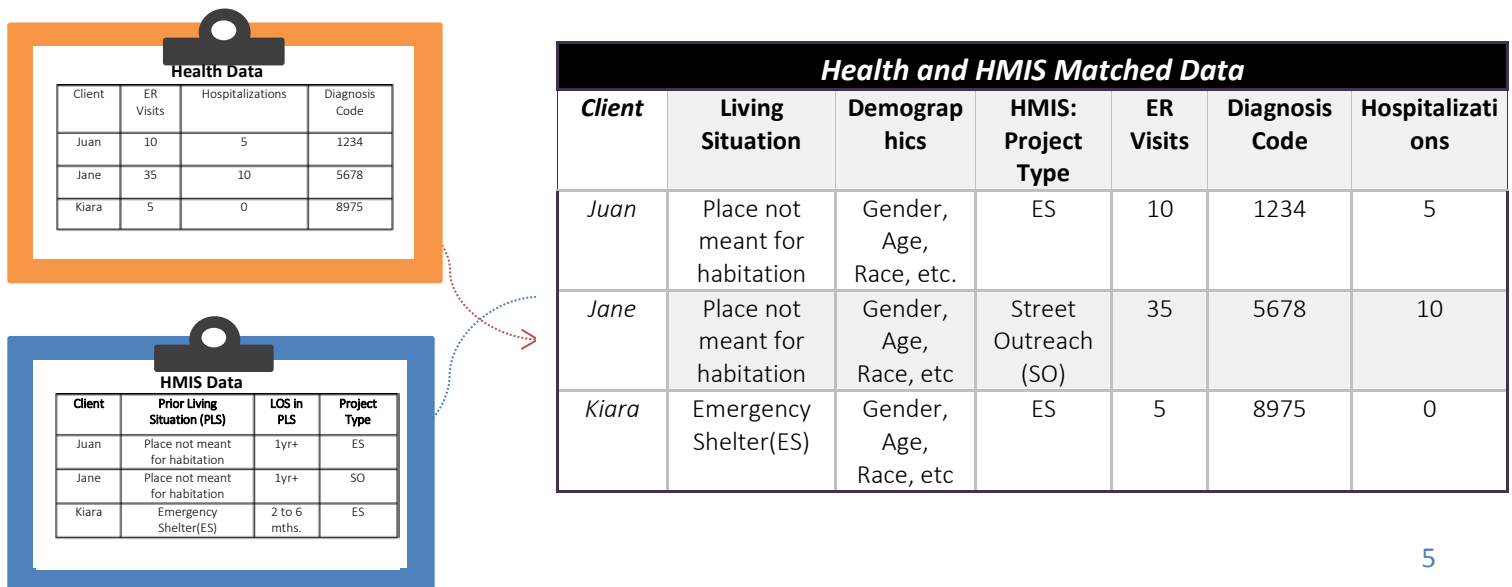 Health Data
Client ER Hospitalizations Diagnosis
Visits Code
Juan 10 5 1234
Jane 35 10 5678
Kiara 5 0 8975
HMIS Data
Client Prior Living LOS in Project
Situation (PLS) PLS Type
Juan Place not meant 1yr+ ES
for habitation
Jane Place not meant 1yr+ SO
for habitation
Kiara Emergency 2 to 6 ES
Shelter(ES) mths.
Health and HMIS Matched Data
Client Living Demograp HMIS: ER Diagnosis Hospitalizati
Situation hics Project Visits Code ons
Type
Juan Place not Gender, ES 10 1234 5
meant for Age,
habitation Race, etc.
Jane Place not Gender, Street 35 5678 10
meant for Age, Outreach
habitation Race, etc (SO)
Kiara Emergency Gender, ES 5 8975 0
Shelter(ES) Age,
Race, etc
5